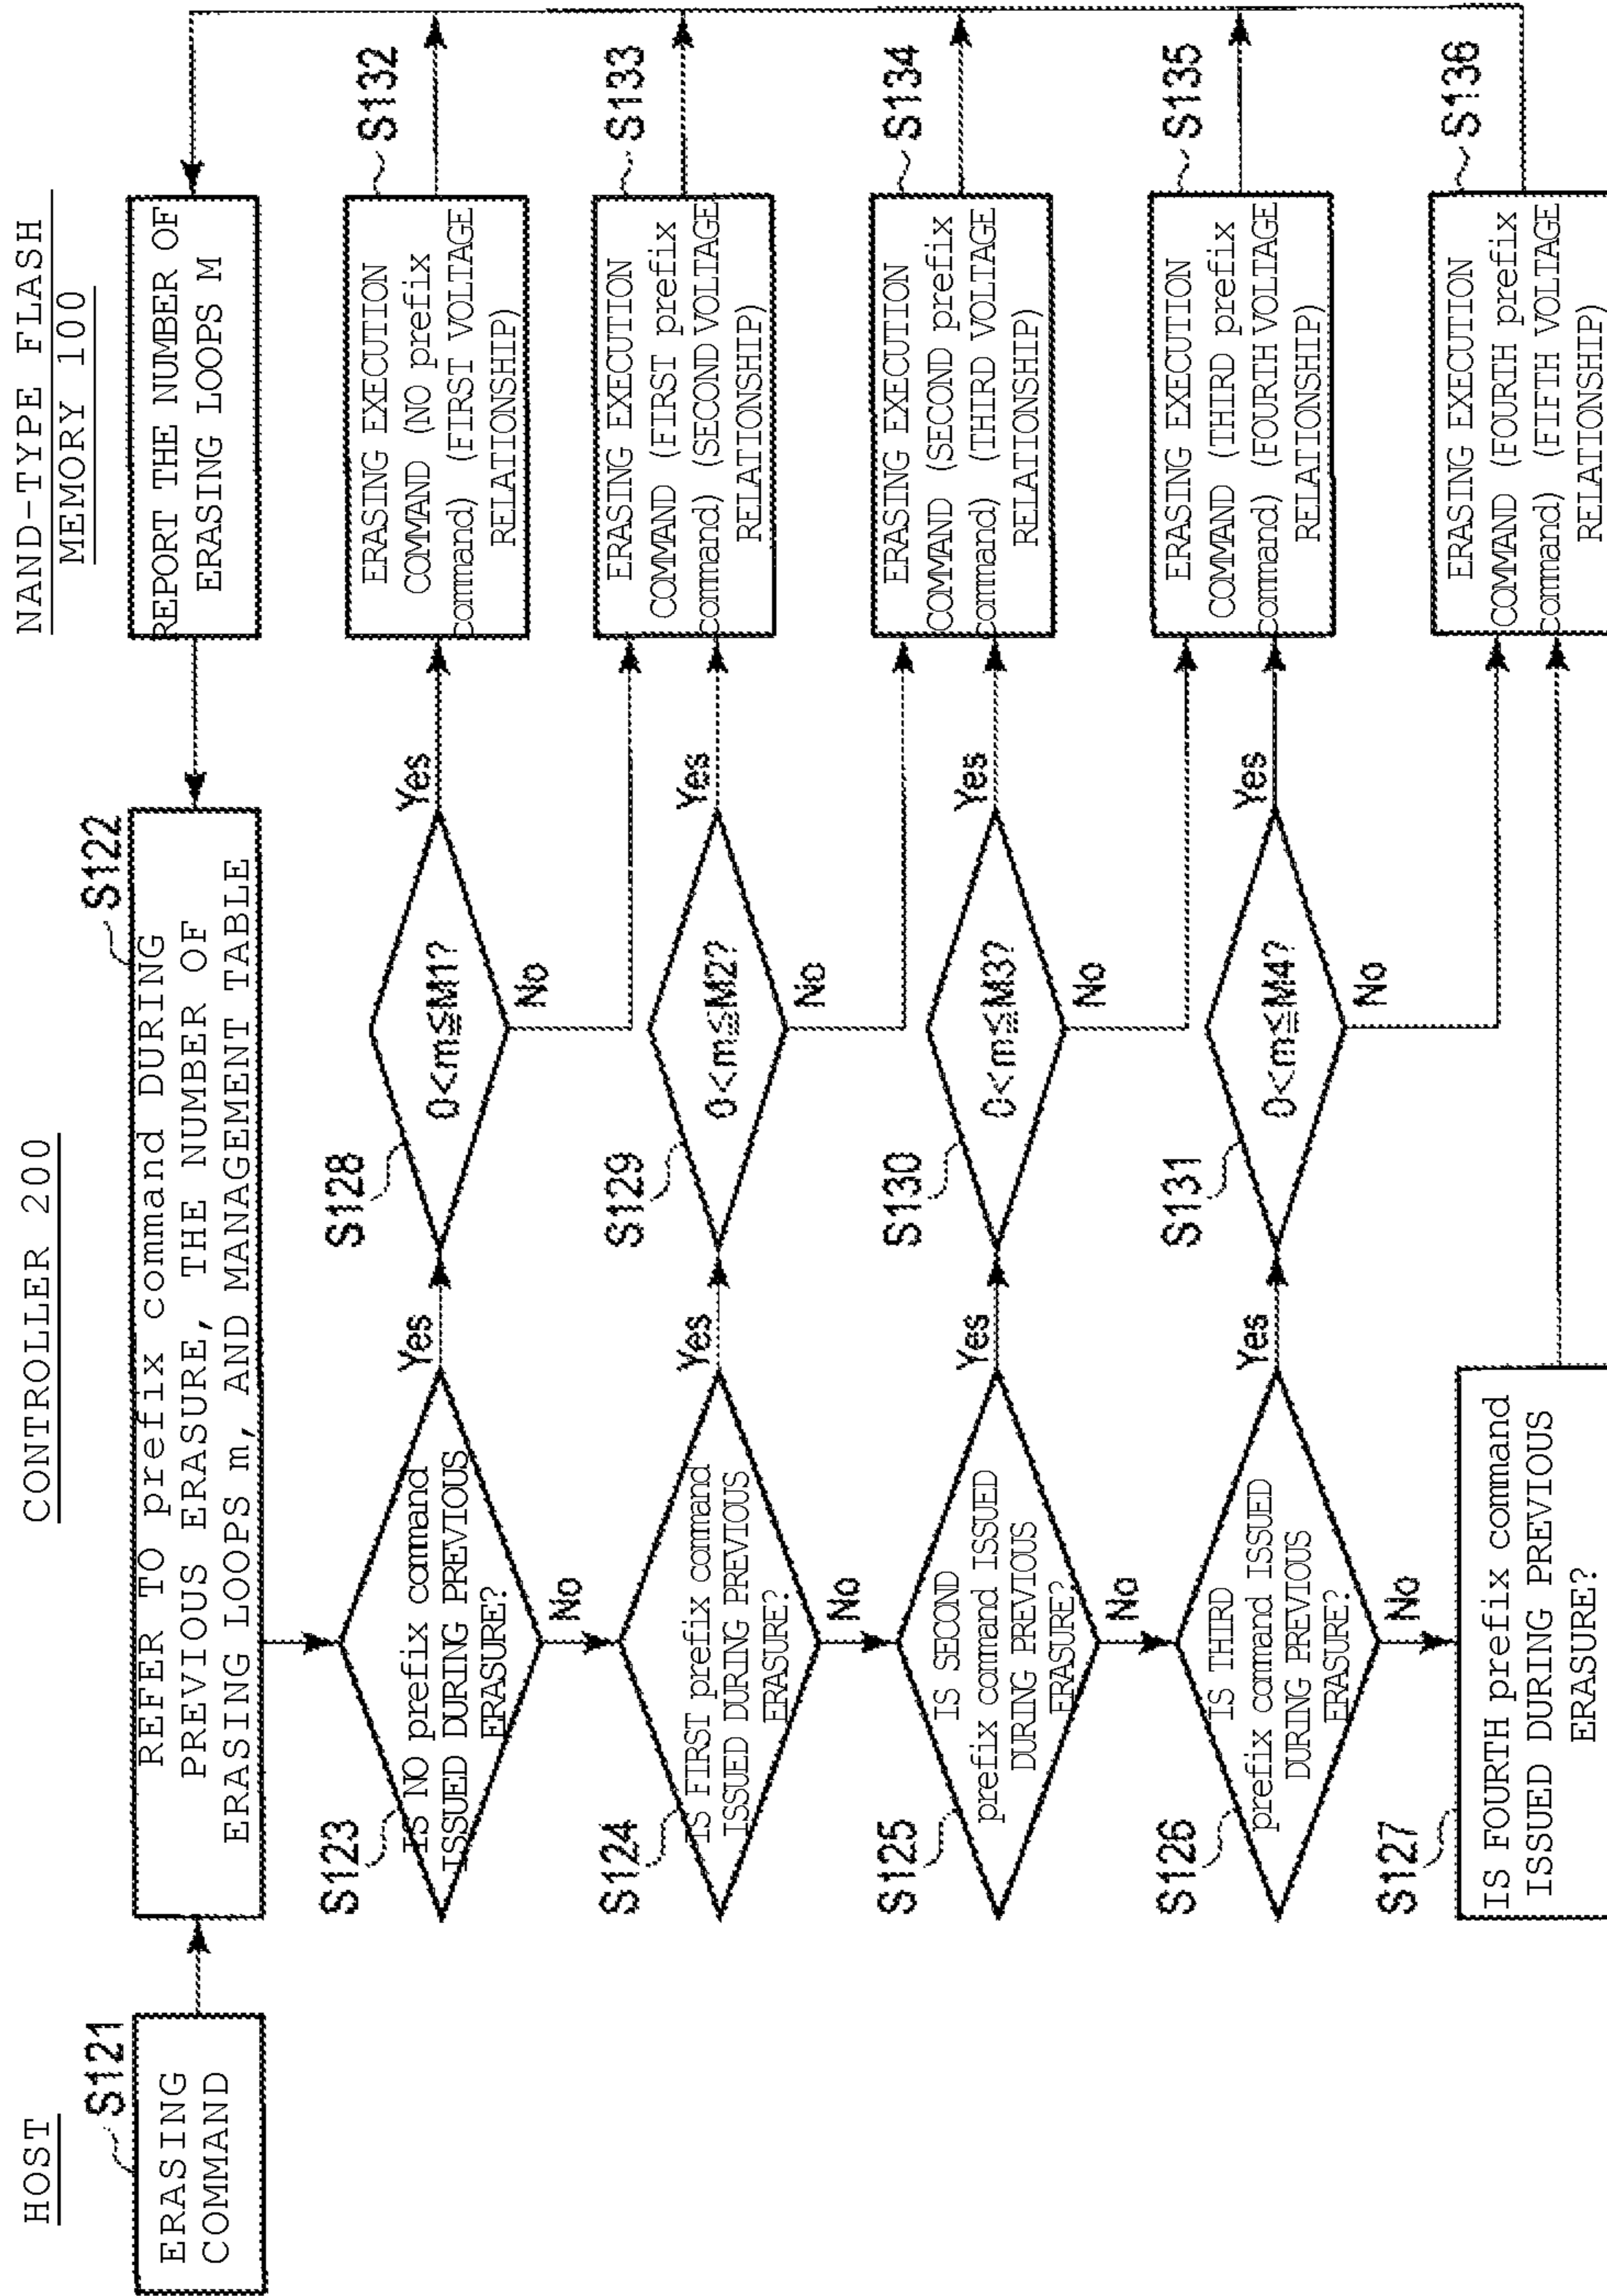 HOST
CONTROLLER 200
NAND-TYPE FLASH
MEMORY 100
S121
ERASING
COMMAND
S122
REFER TO prefix command DURING
PREVIOUS ERASURE, THE NUMBER OF
ERASING LOOPS m, AND MANAGEMENT TABLE
REPORT THE NUMBER OF
ERASING LOOPS M
S123
IS NO prefix command
ISSUED DURING PREVIOUS
ERASURE?
Yes
No
S128
0<m≦M1?
Yes
No
S132
ERASING EXECUTION
COMMAND (NO prefix
command) (FIRST VOLTAGE
RELATIONSHIP)
S124
IS FIRST prefix command
ISSUED DURING PREVIOUS
ERASURE?
Yes
No
S129
0<m≦M2?
Yes
No
S133
ERASING EXECUTION
COMMAND (FIRST prefix
command) (SECOND VOLTAGE
RELATIONSHIP)
S125
IS SECOND
prefix command ISSUED
DURING PREVIOUS
ERASURE?
Yes
No
S130
0<m≦M3?
Yes
No
S134
ERASING EXECUTION
COMMAND (SECOND prefix
command) (THIRD VOLTAGE
RELATIONSHIP)
S126
IS THIRD
prefix command ISSUED
DURING PREVIOUS
ERASURE?
Yes
No
S131
0<m≦M4?
Yes
No
S135
ERASING EXECUTION
COMMAND (THIRD prefix
command) (FOURTH VOLTAGE
RELATIONSHIP)
S127
IS FOURTH prefix command
ISSUED DURING PREVIOUS
ERASURE?
S136
ERASING EXECUTION
COMMAND (FOURTH prefix
command) (FIFTH VOLTAGE
RELATIONSHIP)